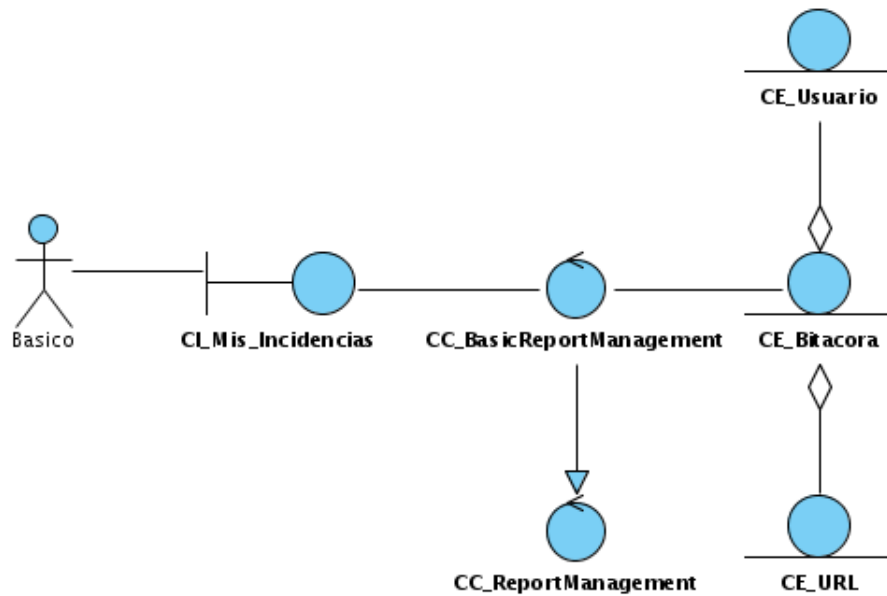 CE_Usuario
Basico
CI_Mis_Incidencias
CC_BasicReportManagement
CE_Bitacora
CC_ReportManagement
CE_URL